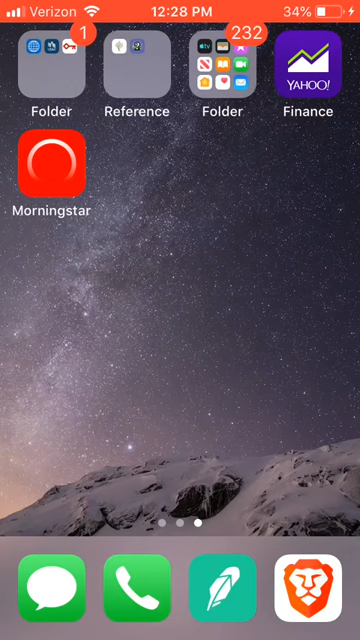 Verizon 12:28 PM 34%
1 232
YAHOO!
Folder Reference Folder Finance
Morningstar